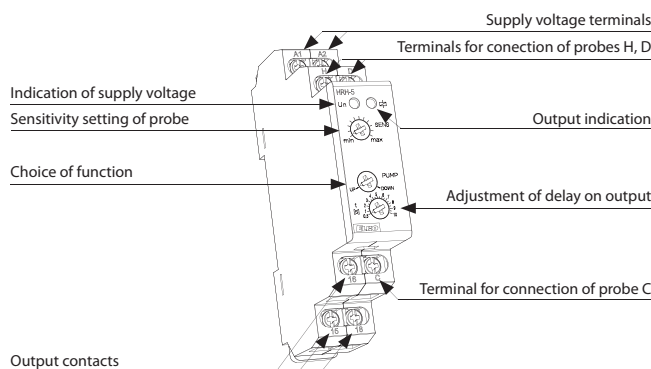 Supply voltage terminals
Terminals for conection of probes H, D
A1 A2
H
HRH-5
Indication of supply voltage
Un
Output indication
Sensitivity setting of probe
SENS
min max
Choice of function
PUMP
UP DOWN
Adjustment of delay on output
ELKO
16 C
Terminal for connection of probe C
16 18
Output contacts